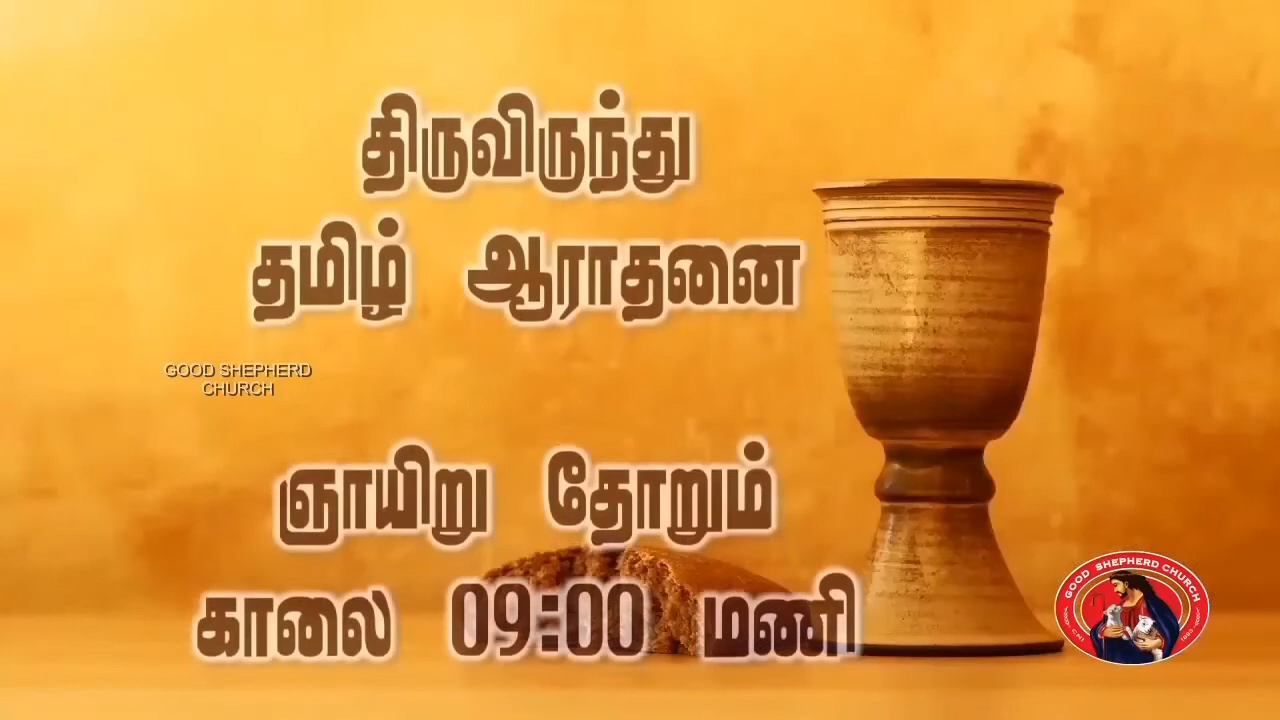 திருவிருந்து
தமிழ் ஆராதனை
GOOD SHEPHERD
CHURCH
ஞாயிறு தோறும்
காலை 09:00 மணி
GOOD SHEPHERD CHURCH